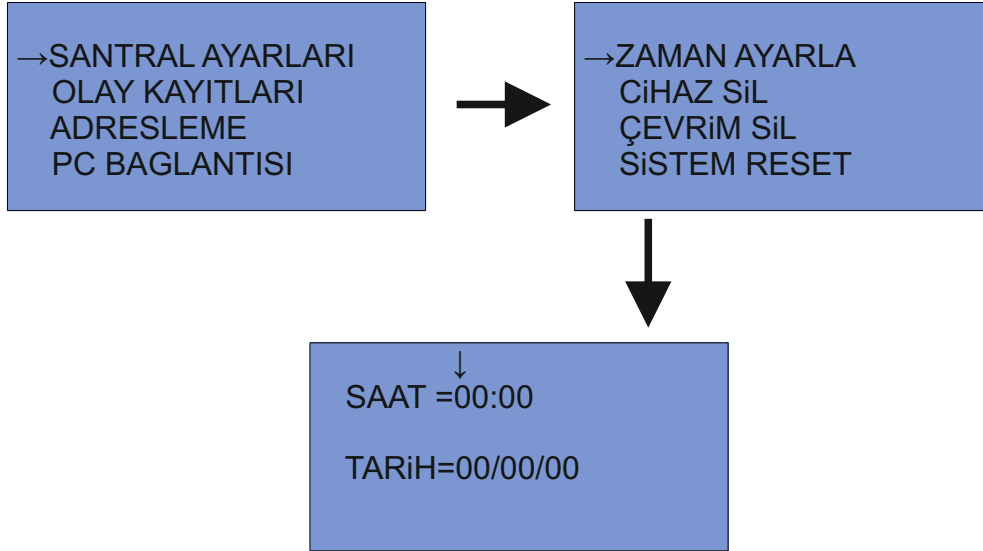 →SANTRAL AYARLARI
OLAY KAYITLARI
ADRESLEME
PC BAGLANTISI
→ZAMAN AYARLA
CiHAZ SiL
ÇEVRiM SiL
SiSTEM RESET
↓
SAAT =00:00
TARiH=00/00/00